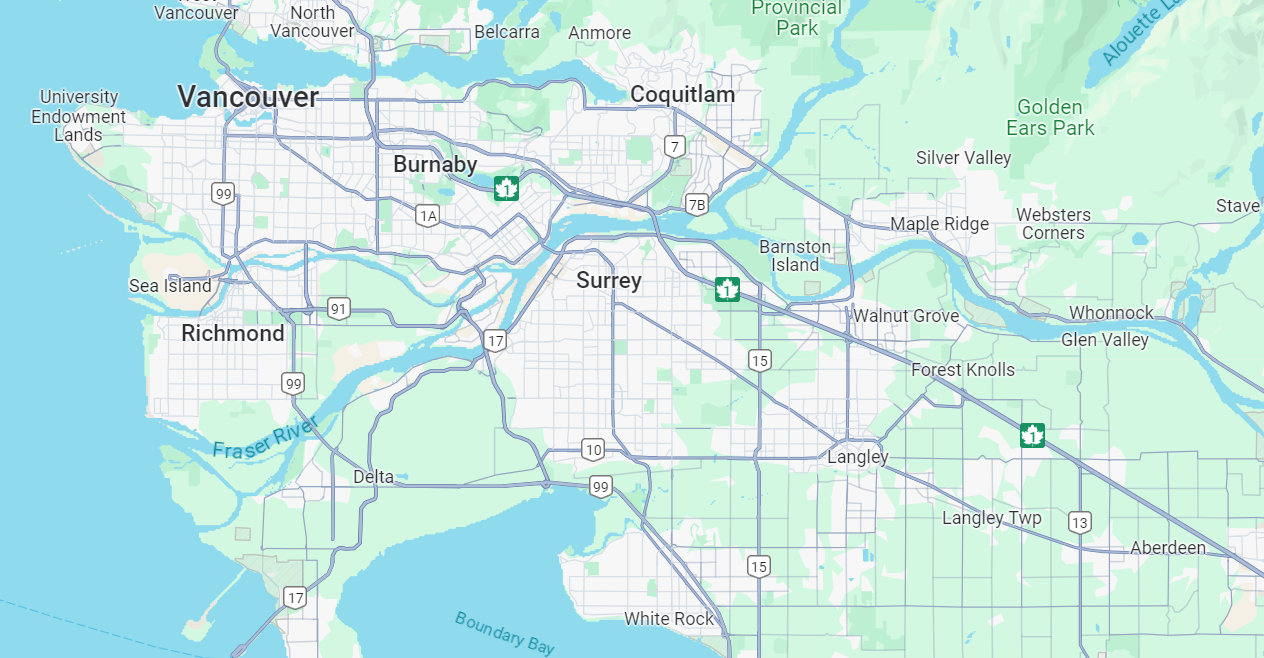 Vancouver
North
Vancouver
Belcarra
Anmore
Provincial
Park
Alouette
University
Endowment
Lands
Vancouver
Coquitlam
Golden
Ears Park
7
Burnaby
1
Silver Valley
99
7B
1A
Maple Ridge
Websters
Corners
Stave
Barnston
Island
Sea Island
Surrey
1
91
Richmond
Walnut Grove
Whonnock
17
Glen Valley
15
Forest Knolls
99
Fraser River
1
10
Langley
Delta
99
Langley Twp
13
Aberdeen
15
17
White Rock
Boundary Bay